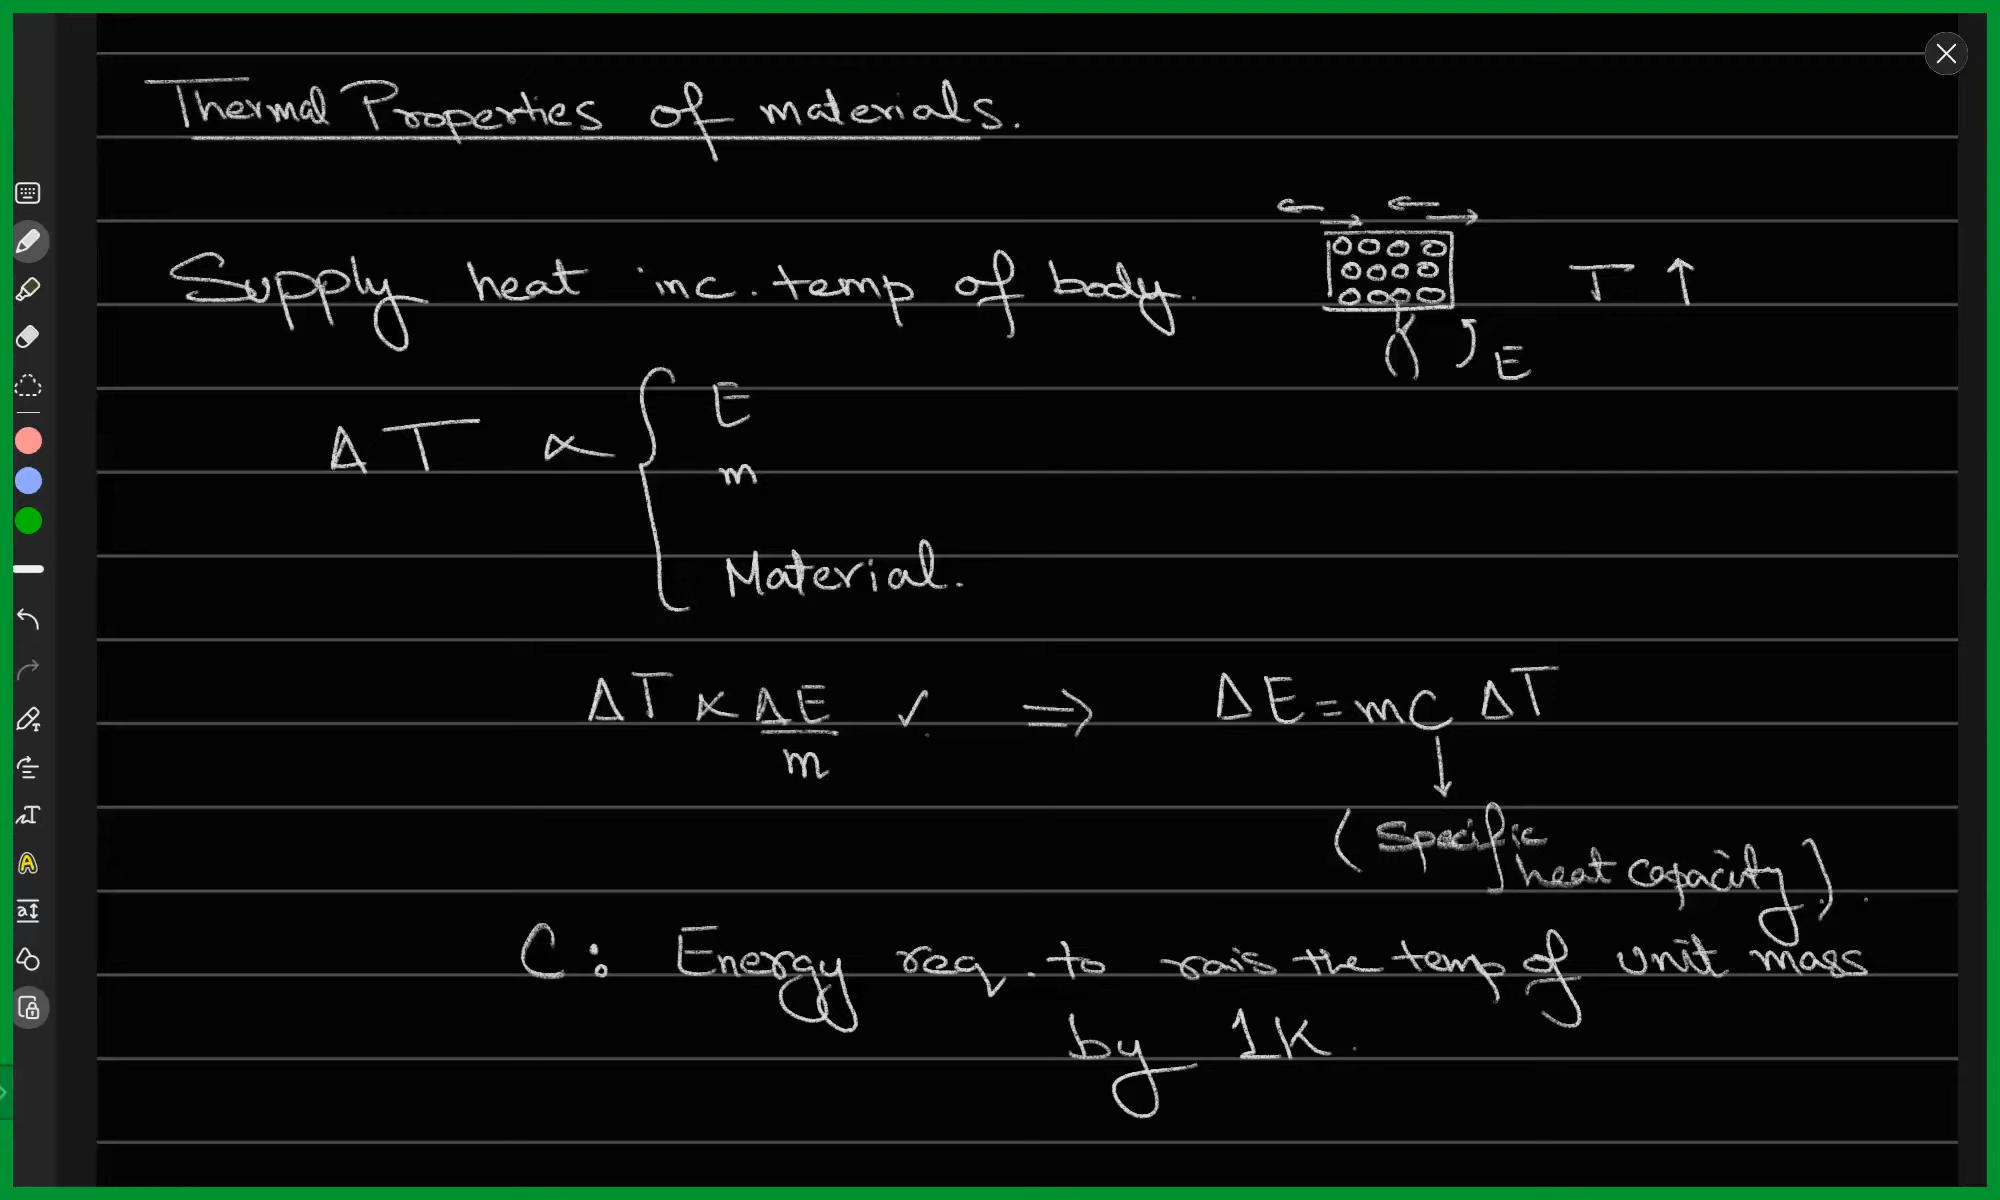 Thermal Properties of materials.
Supply heat inc. temp of body. T ↑
E
ΔT ∝ { E
m
Material.
ΔT ∝ ΔE/m ✓ ⇒ ΔE = mC ΔT
(Specific
heat capacity).
C: Energy req. to rais the temp of unit mass
by 1K.